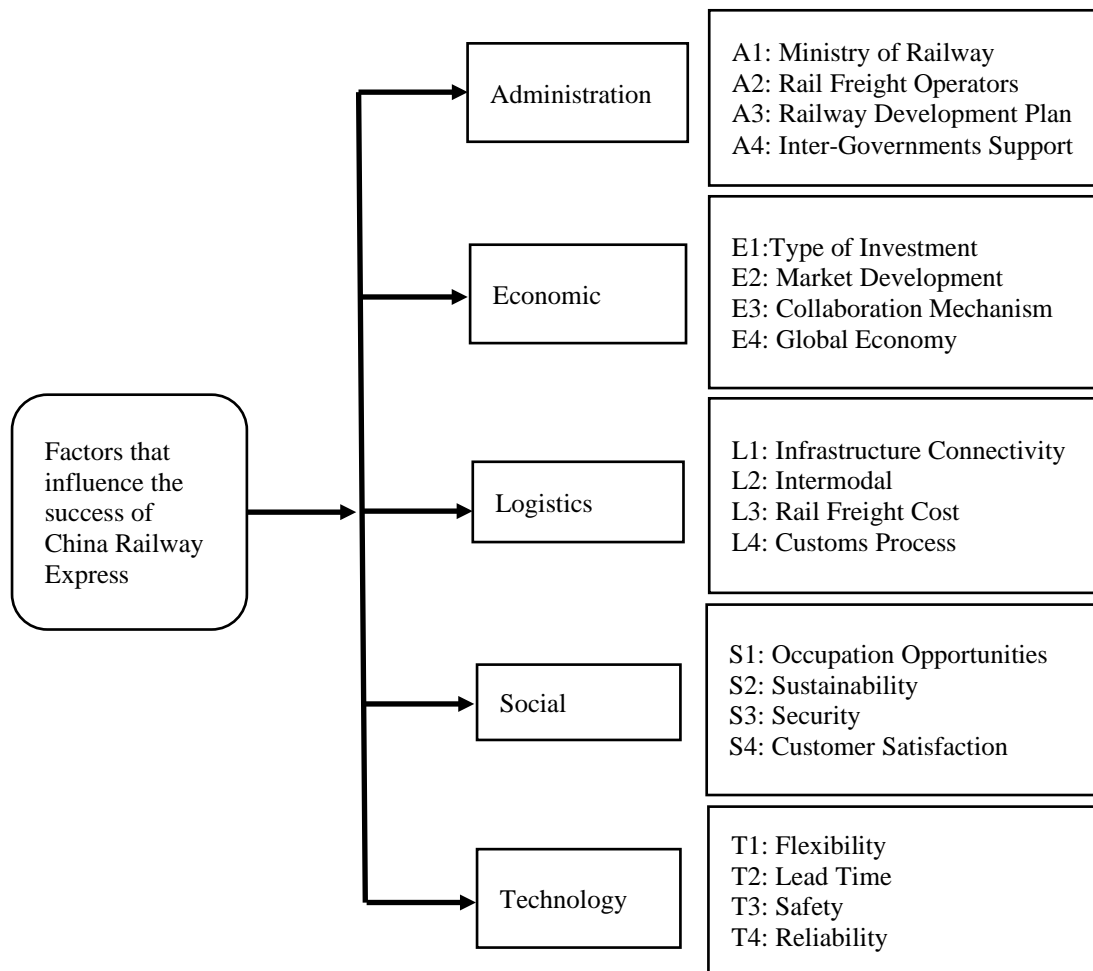 Factors that
influence the
success of
China Railway
Express
Administration
A1: Ministry of Railway
A2: Rail Freight Operators
A3: Railway Development Plan
A4: Inter-Governments Support
Economic
E1:Type of Investment
E2: Market Development
E3: Collaboration Mechanism
E4: Global Economy
Logistics
L1: Infrastructure Connectivity
L2: Intermodal
L3: Rail Freight Cost
L4: Customs Process
Social
S1: Occupation Opportunities
S2: Sustainability
S3: Security
S4: Customer Satisfaction
Technology
T1: Flexibility
T2: Lead Time
T3: Safety
T4: Reliability